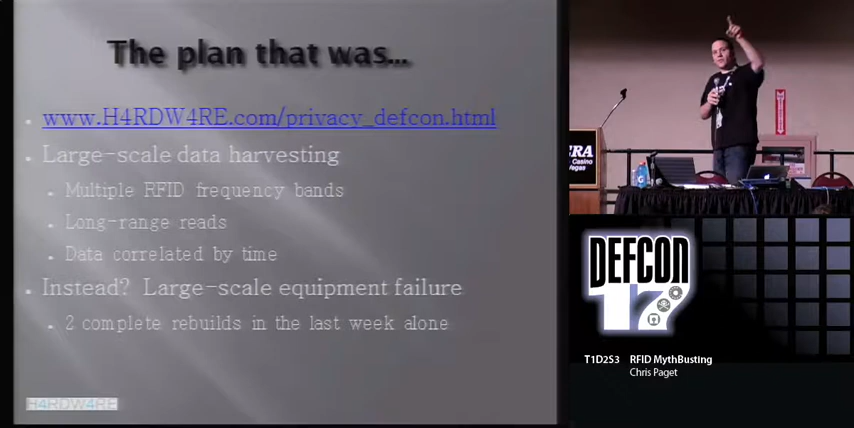 The plan that was...
www.H4RDW4RE.com/privacy_defcon.html
Large-scale data harvesting
Multiple RFID frequency bands
Long-range reads
Data correlated by time
Instead? Large-scale equipment failure
2 complete rebuilds in the last week alone
H4RDW4RE
Casino
DEFCON
17
T1D2S3 RFID MythBusting
Chris Paget